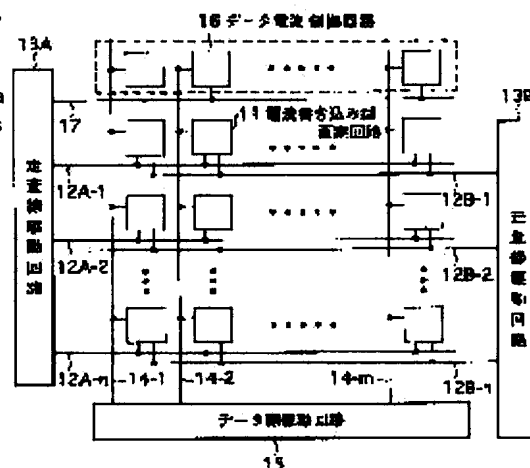 16 データ電流制御回路
13A
13B
17
11 電流書き込み型
画素回路
走査線駆動回路
12A-1
12B-1
12A-2
12B-2
走査線駆動回路
12A-n
14-1
14-2
14-m
12B-n
データ線駆動回路
15